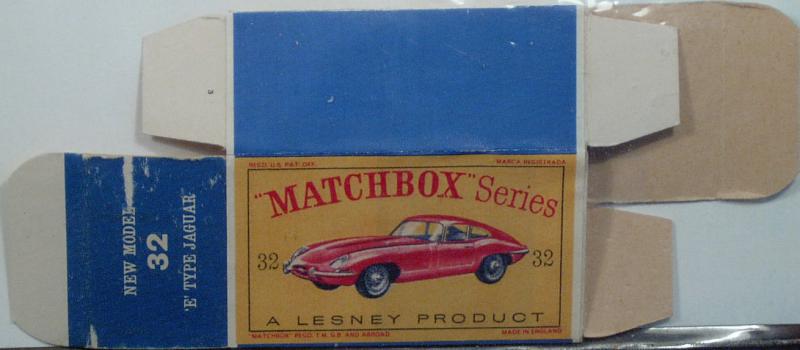 REGD. U.S. PAT. OFF. MARCA REGISTRADA
"MATCHBOX" Series
32 32
A LESNEY PRODUCT
"MATCHBOX" REGD. T.M. G.B. AND ABROAD MADE IN ENGLAND
NEW MODEL
32
'E' TYPE JAGUAR